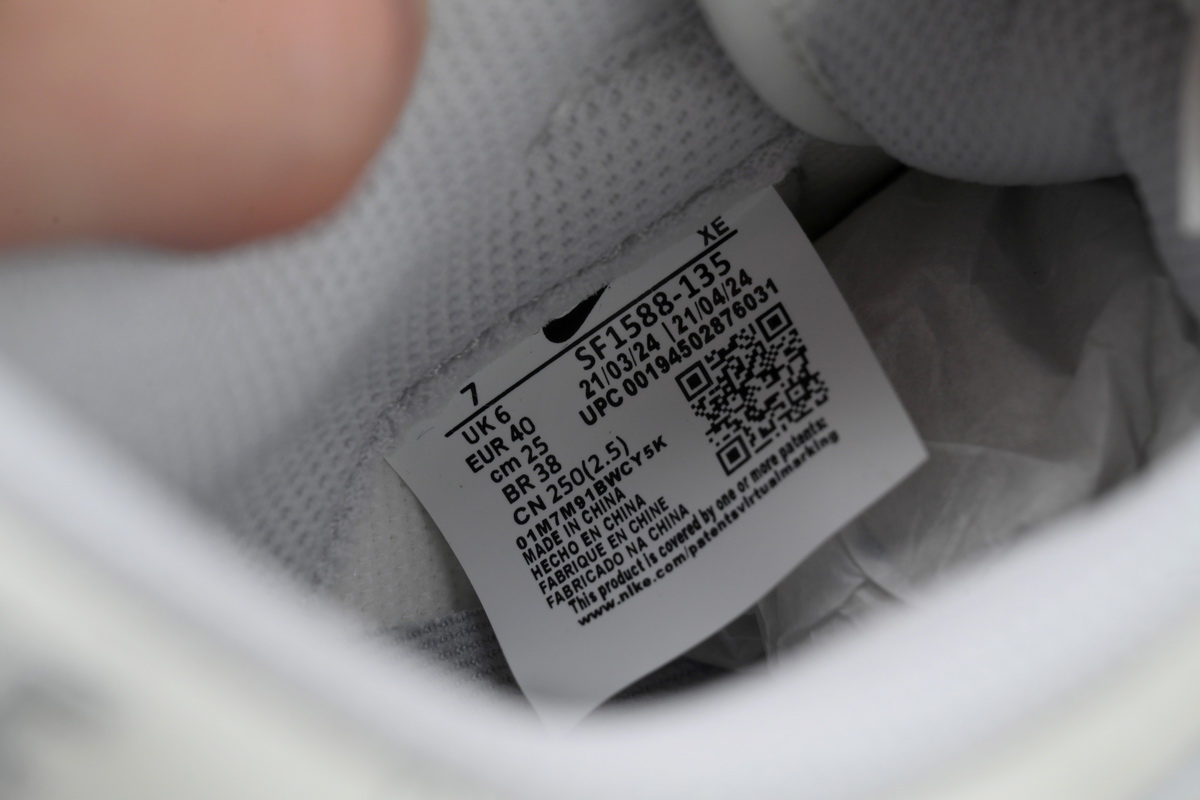 7 XE
UK 6 SF1588-135
EUR 40 21/03/24 | 21/04/24
cm 25 UPC 00194502876031
BR 38
CN 250(2.5)
01M7M91BWCY5K
MADE IN CHINA
HECHO EN CHINA
FABRIQUE EN CHINE
FABRICADO NA CHINA
This product is covered by one or more patents:
www.nike.com/patentsvirtualmarking